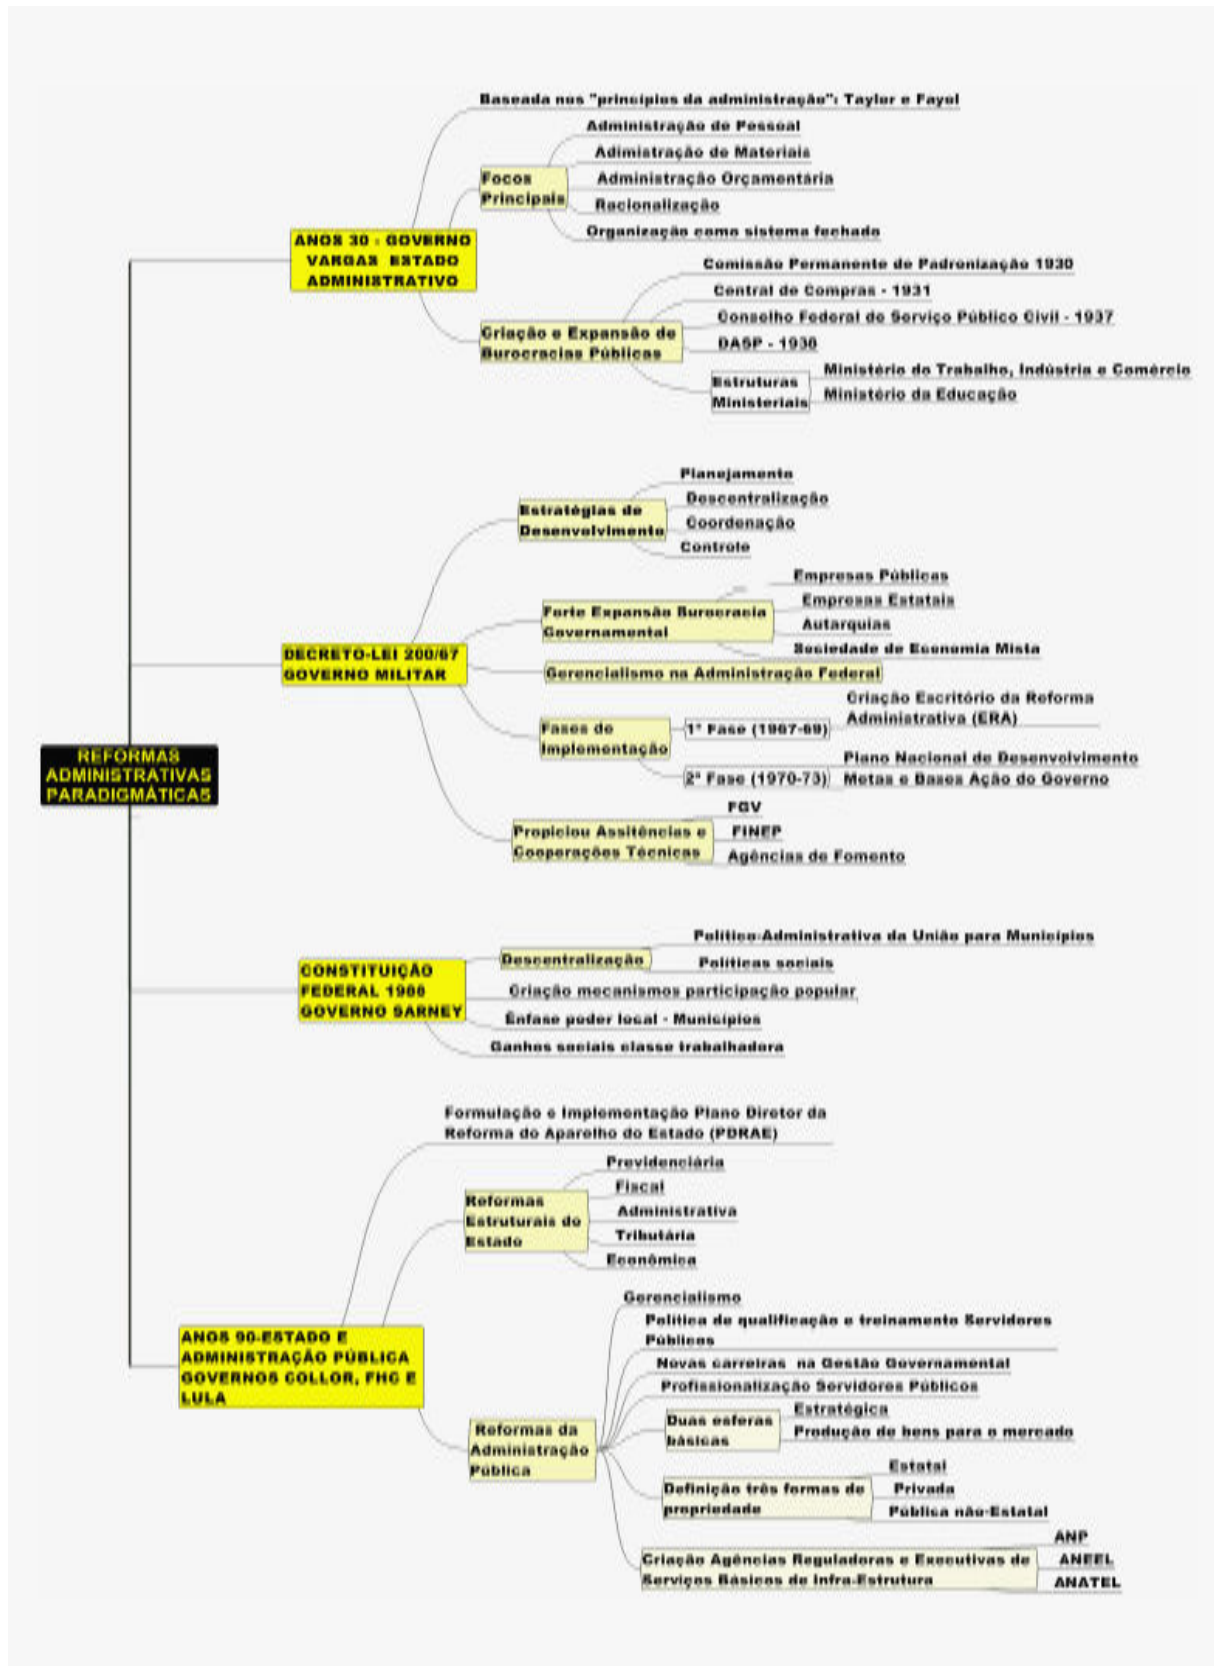 Baseada nos "princípios da administração": Taylor e Fayol
Administração de Pessoal
Adimistração de Materiais
Focos
Principais
Administração Orçamentária
Racionalização
Organização como sistema fechado
ANOS 30 - GOVERNO
VARGAS ESTADO
ADMINISTRATIVO
Comissão Permanente de Padronização 1930
Central de Compras - 1931
Conselho Federal de Serviço Público Civil - 1937
Criação e Expansão de
Burocracias Públicas
DASP - 1938
Estruturas
Ministeriais
Ministério do Trabalho, Indústria e Comércio
Ministério da Educação
Planejamento
Estratégias de
Desenvolvimento
Descentralização
Coordenação
Controle
Empresas Públicas
Forte Expansão Burocracia
Governamental
Empresas Estatais
Autarquias
Sociedade de Economia Mista
DECRETO-LEI 200/67
GOVERNO MILITAR
Gerencialismo na Administração Federal
Fases de
Implementação
1ª Fase (1967-69)
Criação Escritório da Reforma
Administrativa (ERA)
2ª Fase (1970-73)
Plano Nacional de Desenvolvimento
Metas e Bases Ação do Governo
REFORMAS
ADMINISTRATIVAS
PARADIGMÁTICAS
Propiciou Assitências e
Cooperações Técnicas
FGV
FINEP
Agências de Fomento
CONSTITUIÇÃO
FEDERAL 1988
GOVERNO SARNEY
Descentralização
Político-Administrativa da União para Municípios
Políticas sociais
Criação mecanismos participação popular
Ênfase poder local - Municípios
Ganhos sociais classe trabalhadora
Formulação e Implementação Plano Diretor da
Reforma do Aparelho do Estado (PDRAE)
Reformas
Estruturais do
Estado
Previdenciária
Fiscal
Administrativa
Tributária
Econômica
ANOS 90-ESTADO E
ADMINISTRAÇÃO PÚBLICA
GOVERNOS COLLOR, FHC E
LULA
Reformas da
Administração
Pública
Gerencialismo
Política de qualificação e treinamento Servidores
Públicos
Novas carreiras na Gestão Governamental
Profissionalização Servidores Públicos
Duas esferas
básicas
Estratégica
Produção de bens para o mercado
Definição três formas de
propriedade
Estatal
Privada
Pública não-Estatal
Criação Agências Reguladoras e Executivas de
Serviços Básicos de Infra-Estrutura
ANP
ANEEL
ANATEL